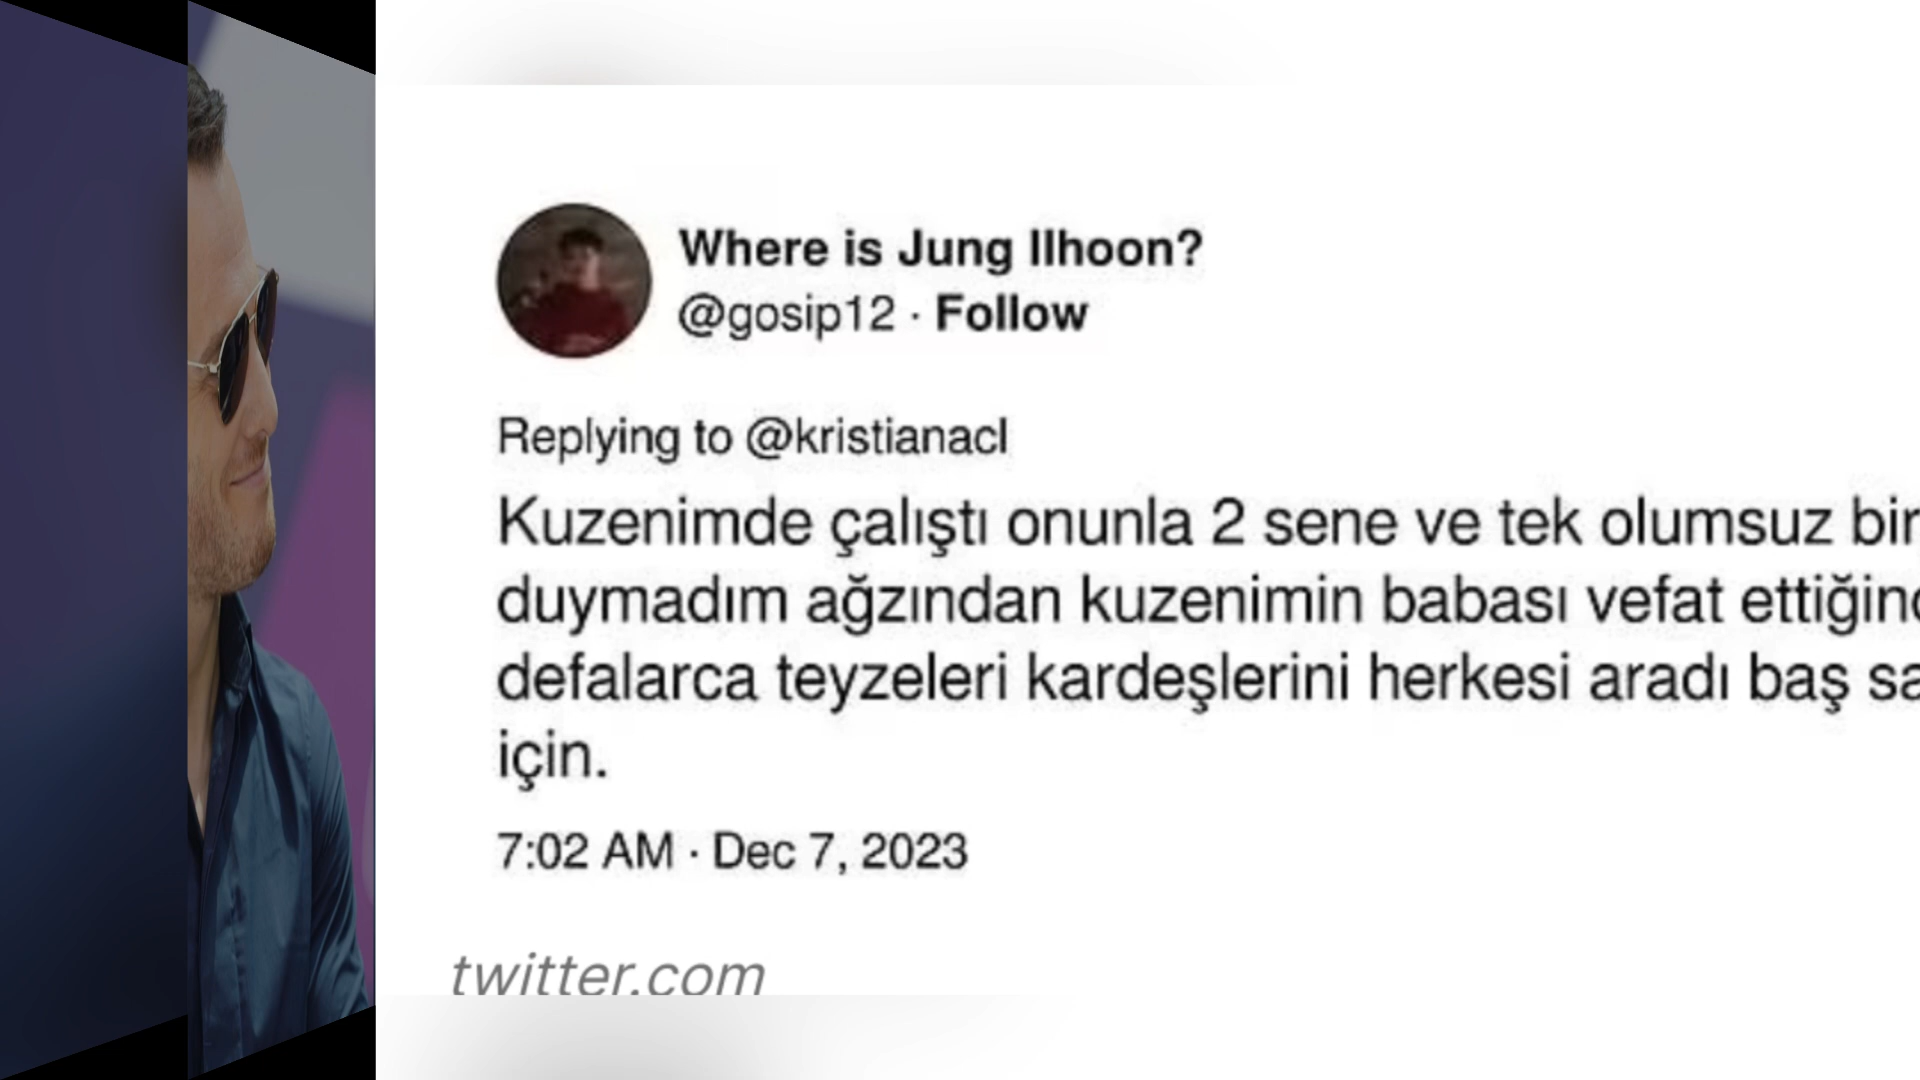 Where is Jung Ilhoon?
@gosip12 · Follow
Replying to @kristianacl
Kuzenimde çalıştı onunla 2 sene ve tek olumsuz bir
duymadım ağzından kuzenimin babası vefat
defalarca teyzeleri kardeşlerini herkesi aradı baş
için.
7:02 AM · Dec 7, 2023
twitter.com